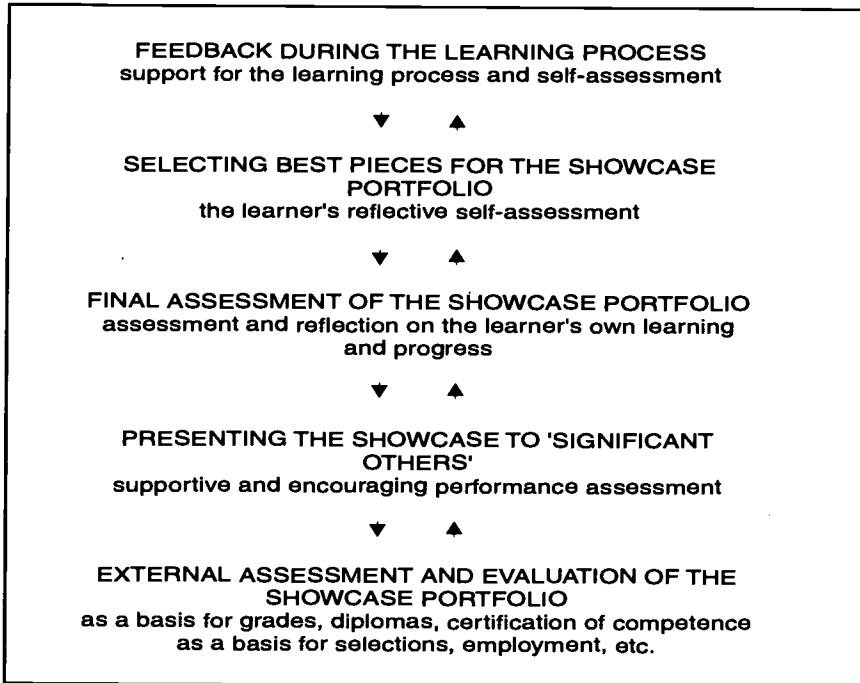 FEEDBACK DURING THE LEARNING PROCESS
support for the learning process and self-assessment
SELECTING BEST PIECES FOR THE SHOWCASE
PORTFOLIO
the learner's reflective self-assessment
FINAL ASSESSMENT OF THE SHOWCASE PORTFOLIO
assessment and reflection on the learner's own learning
and progress
PRESENTING THE SHOWCASE TO 'SIGNIFICANT
OTHERS'
supportive and encouraging performance assessment
EXTERNAL ASSESSMENT AND EVALUATION OF THE
SHOWCASE PORTFOLIO
as a basis for grades, diplomas, certification of competence
as a basis for selections, employment, etc.